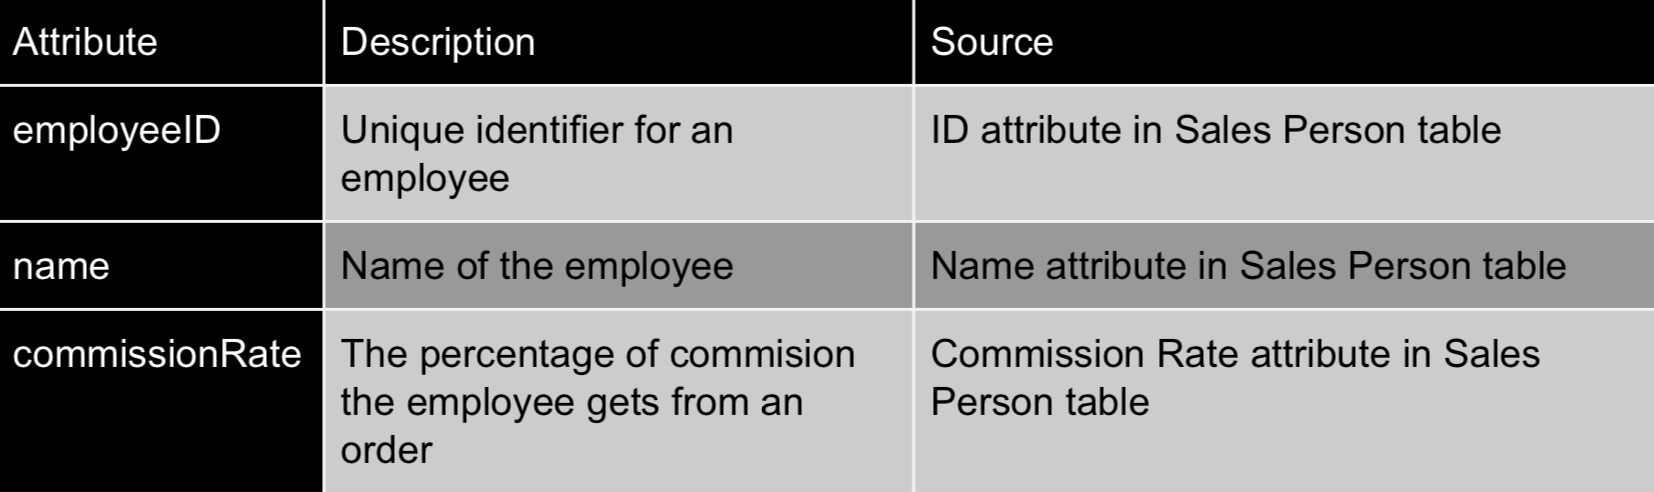 Attribute Description Source
employeeID Unique identifier for an ID attribute in Sales Person table
employee
name Name of the employee Name attribute in Sales Person table
commissionRate The percentage of commision Commission Rate attribute in Sales
the employee gets from an Person table
order